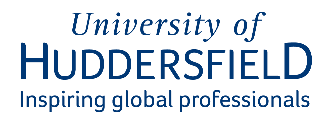 University of
HUDDERSFIELD
Inspiring global professionals